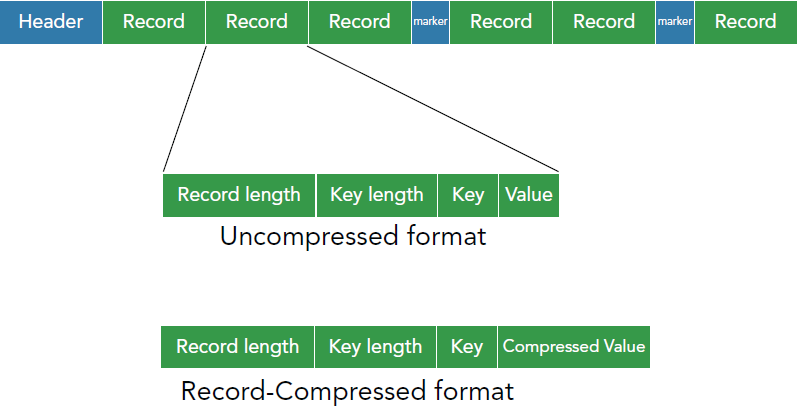 Header Record Record Record marker Record Record marker Record
Record length Key length Key Value
Uncompressed format
Record length Key length Key Compressed Value
Record-Compressed format